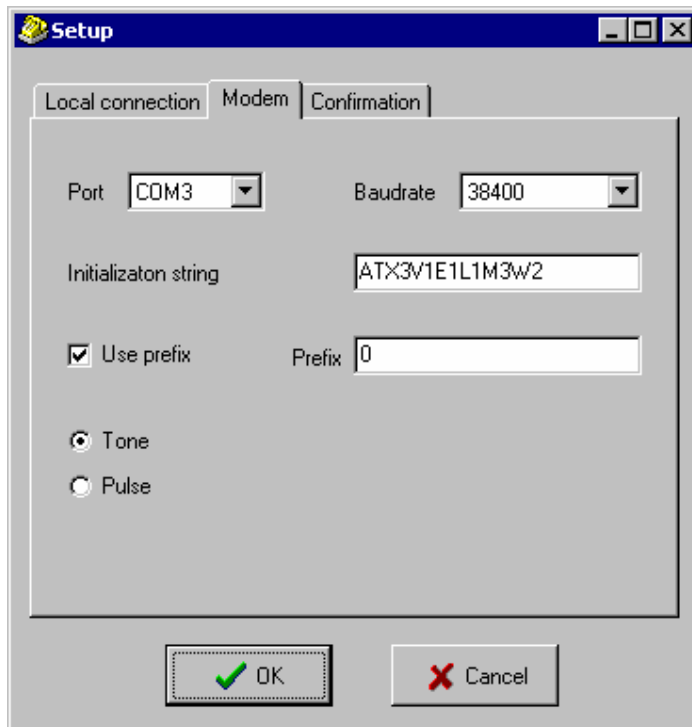 Setup
Local connection Modem Confirmation
Port COM3 Baudrate 38400
Initializaton string ATX3V1E1L1M3W2
Use prefix Prefix 0
Tone
Pulse
OK Cancel